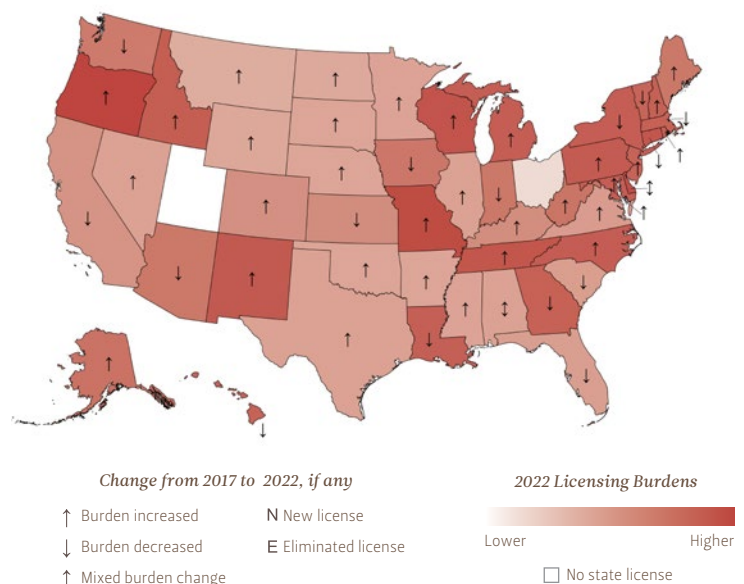 Change from 2017 to 2022, if any
↑ Burden increased
N New license
↓ Burden decreased
E Eliminated license
↑ Mixed burden change
2022 Licensing Burdens
Lower
Higher
No state license